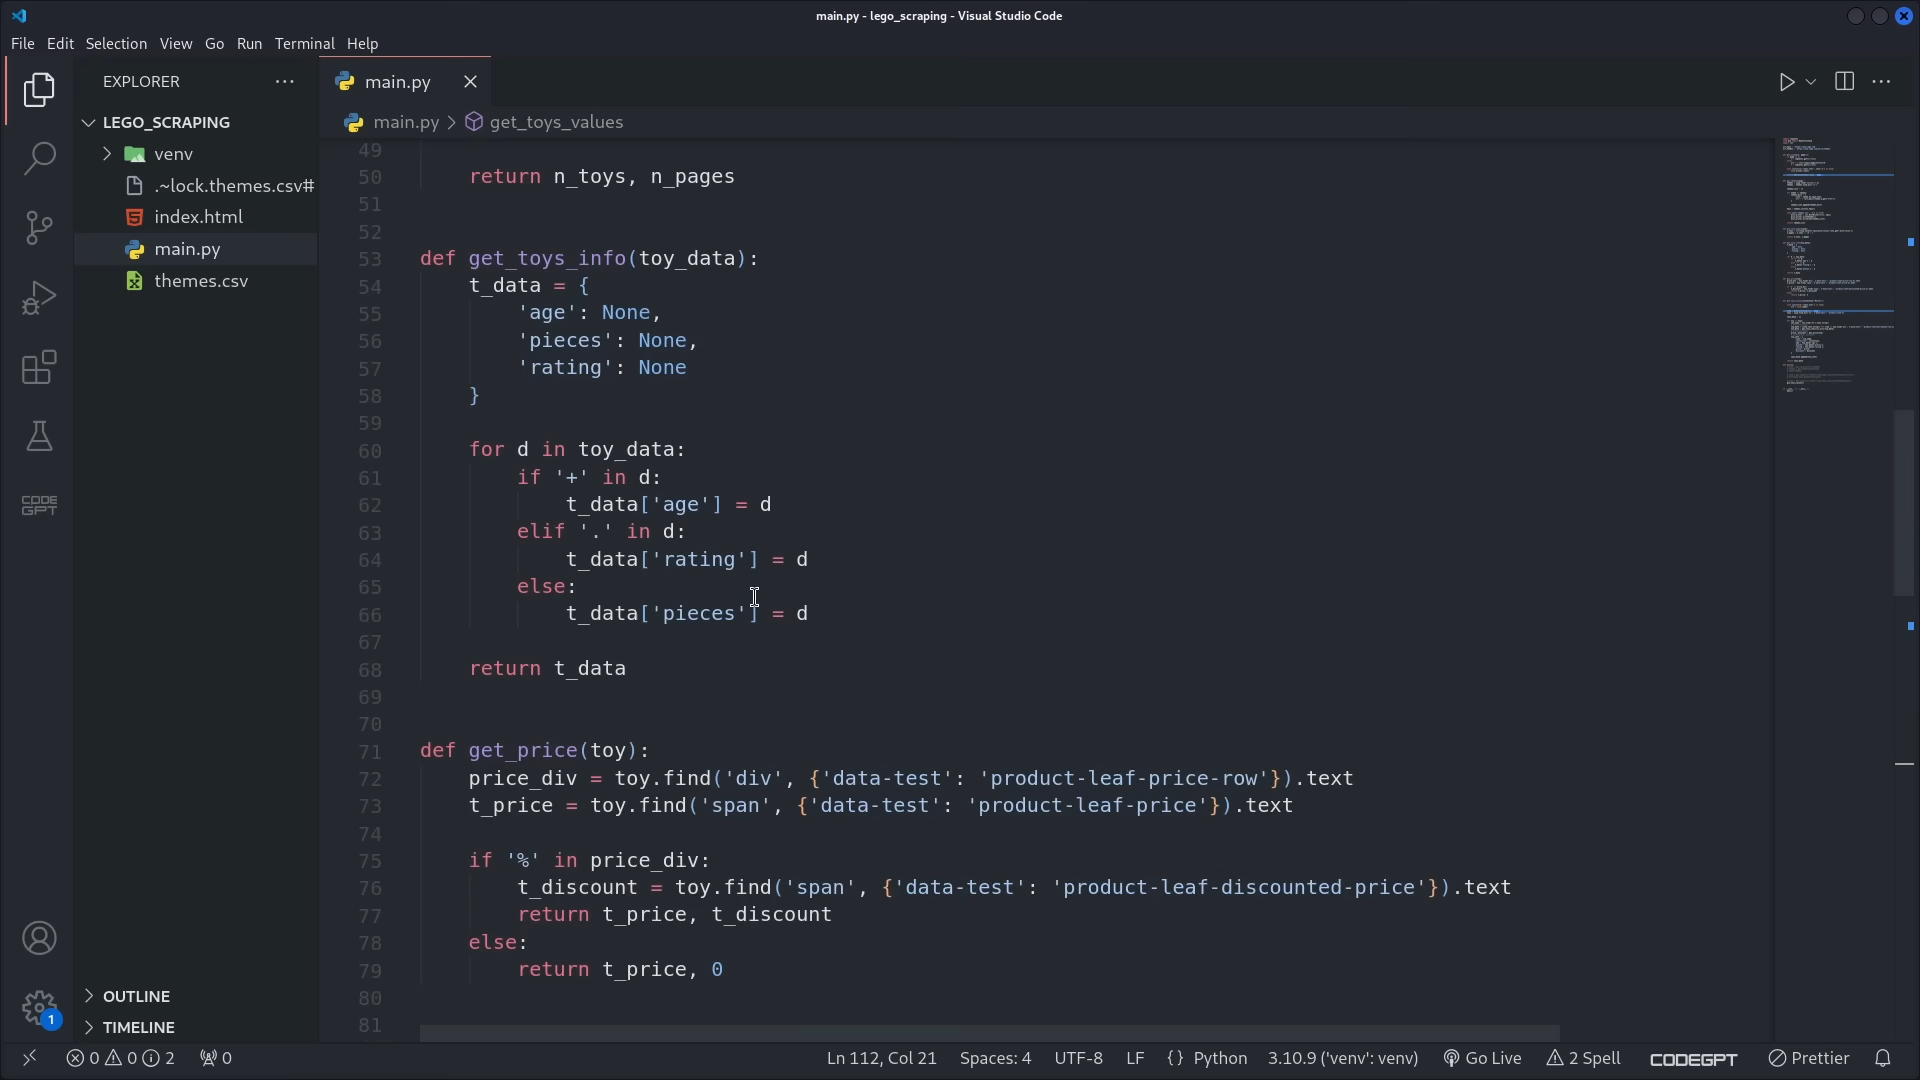 main.py - lego_scraping - Visual Studio Code
File Edit Selection View Go Run Terminal Help
EXPLORER
LEGO_SCRAPING
venv
.~lock.themes.csv#
index.html
main.py
themes.csv
OUTLINE
TIMELINE
CODE
GPT
1
main.py
main.py > get_toys_values
49
50 return n_toys, n_pages
51
52
53 def get_toys_info(toy_data):
54 t_data = {
55 'age': None,
56 'pieces': None,
57 'rating': None
58 }
59
60 for d in toy_data:
61 if '+' in d:
62 t_data['age'] = d
63 elif '.' in d:
64 t_data['rating'] = d
65 else:
66 t_data['pieces'] = d
67
68 return t_data
69
70
71 def get_price(toy):
72 price_div = toy.find('div', {'data-test': 'product-leaf-price-row'}).text
73 t_price = toy.find('span', {'data-test': 'product-leaf-price'}).text
74
75 if '%' in price_div:
76 t_discount = toy.find('span', {'data-test': 'product-leaf-discounted-price'}).text
77 return t_price, t_discount
78 else:
79 return t_price, 0
80
81
0 0 2 0 Ln 112, Col 21 Spaces: 4 UTF-8 LF {} Python 3.10.9 ('venv': venv) Go Live 2 Spell CODEGPT Prettier